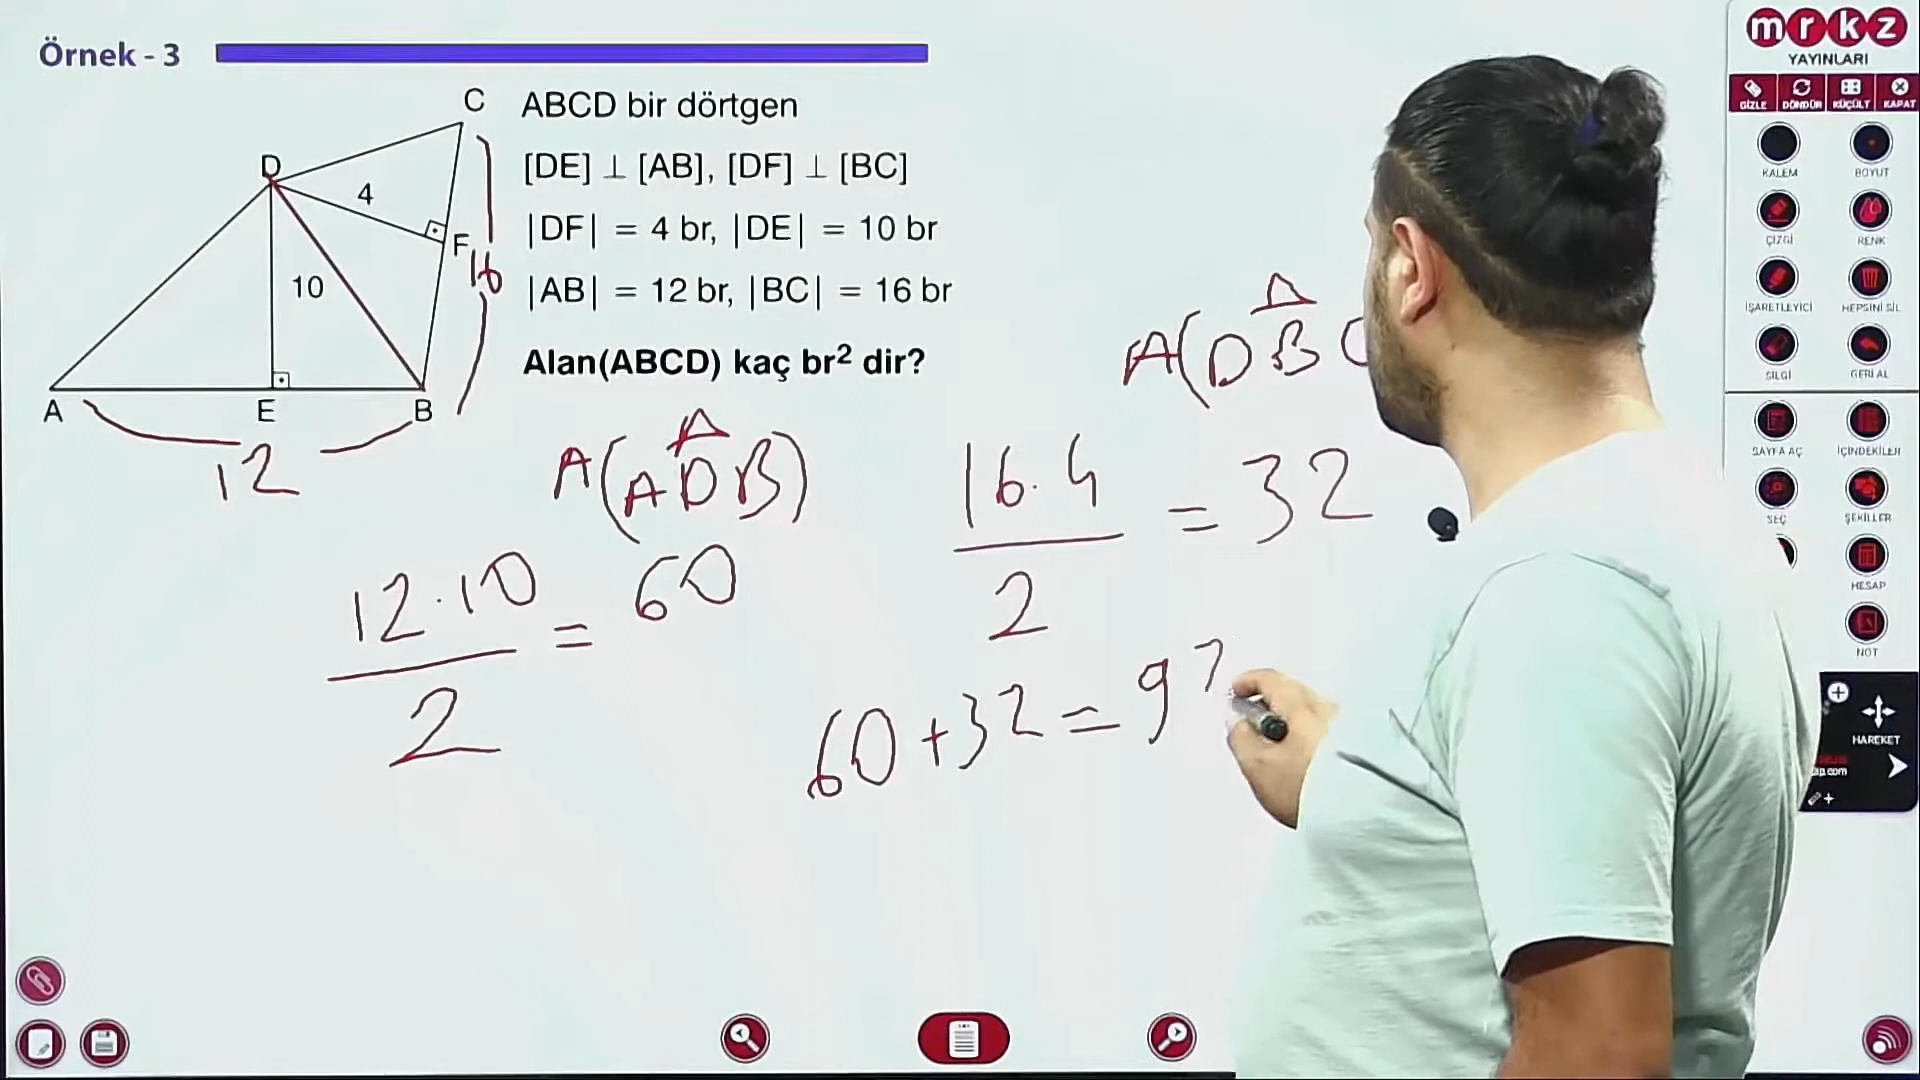 Örnek - 3
C
D
4
F
10
A
E
B
16
12
ABCD bir dörtgen
[DE] ⊥ [AB], [DF] ⊥ [BC]
|DF| = 4 br, |DE| = 10 br
|AB| = 12 br, |BC| = 16 br
Alan(ABCD) kaç br² dir?
A(ADB)
12.10/2 = 60
A(DBC
16.4/2 = 32
60+32=92
mrkz
YAYINLARI
GİZLE DÖNDÜR KÜÇÜLT KAPAT
KALEM BOYUT
ÇİZGİ RENK
İŞARETLEYİCİ HEPSİNİ SİL
SİLGİ GERİ AL
SAYFA AÇ İÇİNDEKİLER
SEÇ ŞEKİLLER
HESAP
NOT
HAREKET